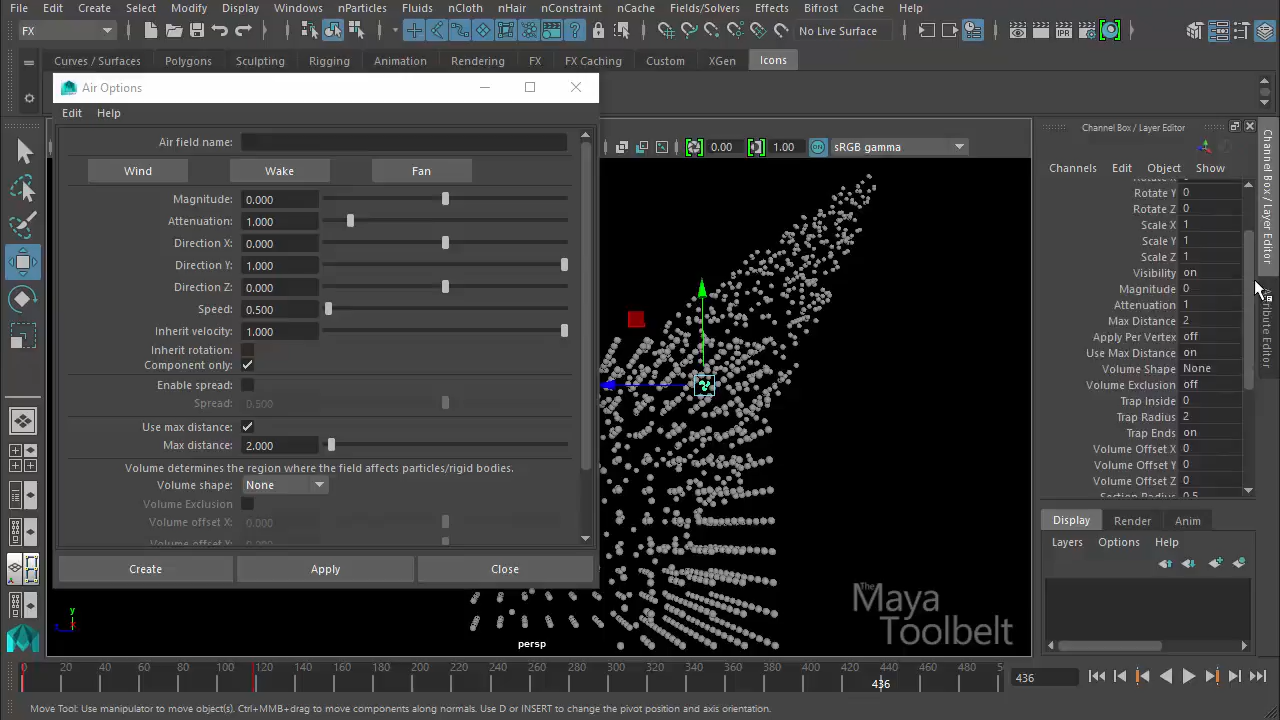 File Edit Create Select Modify Display Windows nParticles Fluids nCloth nHair nConstraint nCache Fields/Solvers Effects Bifrost Cache Help
FX No Live Surface
Curves / Surfaces Polygons Sculpting Rigging Animation Rendering FX FX Caching Custom XGen Icons
Air Options
Edit Help
Air field name:
Wind Wake Fan
Magnitude: 0.000
Attenuation: 1.000
Direction X: 0.000
Direction Y: 1.000
Direction Z: 0.000
Speed: 0.500
Inherit velocity: 1.000
Inherit rotation:
Component only:
Enable spread:
Spread: 0.500
Use max distance:
Max distance: 2.000
Volume determines the region where the field affects particles/rigid bodies.
Volume shape: None
Volume Exclusion
Volume offset X: 0.000
Create Apply Close
0.00 1.00 ON sRGB gamma
persp
The
Maya
Toolbelt
y
Channel Box / Layer Editor
Channels Edit Object Show
Rotate Y 0
Rotate Z 0
Scale X 1
Scale Y 1
Scale Z 1
Visibility on
Magnitude 0
Attenuation 1
Max Distance 2
Apply Per Vertex off
Use Max Distance on
Volume Shape None
Volume Exclusion off
Trap Inside 0
Trap Radius 2
Trap Ends on
Volume Offset X 0
Volume Offset Y 0
Volume Offset Z 0
Section Radius 0.5
Channel Box / Layer Editor
Attribute Editor
Display Render Anim
Layers Options Help
0 20 40 60 80 100 120 140 160 180 200 220 240 260 280 300 320 340 360 380 400 420 440 460 480 50
436
436
Move Tool: Use manipulator to move object(s). Ctrl+MMB+drag to move components along normals. Use D or INSERT to change the pivot position and axis orientation.